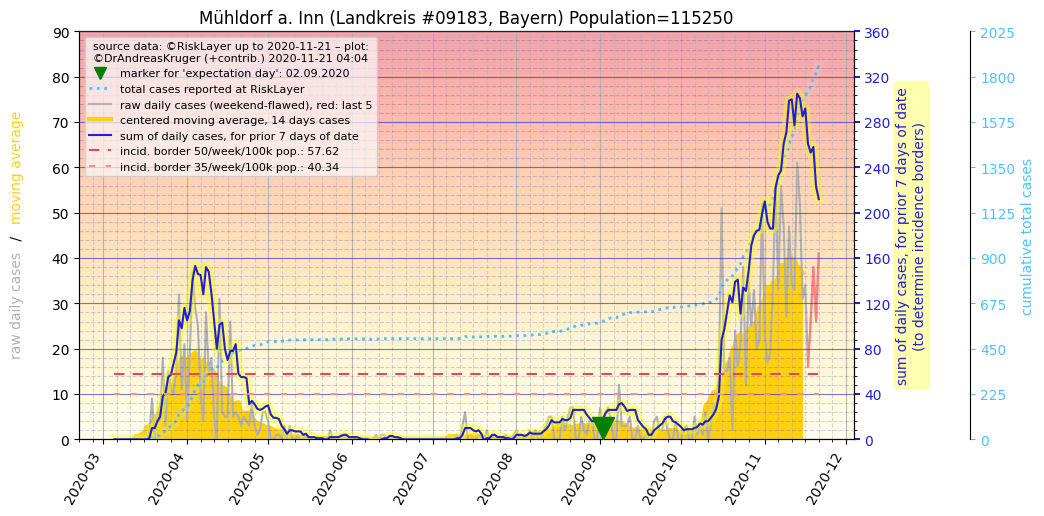 Mühldorf a. Inn (Landkreis #09183, Bayern) Population=115250
source data: ©RiskLayer up to 2020-11-21 – plot:
©DrAndreasKruger (+contrib.) 2020-11-21 04:04
marker for 'expectation day': 02.09.2020
total cases reported at RiskLayer
raw daily cases (weekend-flawed), red: last 5
centered moving average, 14 days cases
sum of daily cases, for prior 7 days of date
incid. border 50/week/100k pop.: 57.62
incid. border 35/week/100k pop.: 40.34
raw daily cases / moving average
90
80
70
60
50
40
30
20
10
0
360
320
280
240
200
160
120
80
40
0
sum of daily cases, for prior 7 days of date
(to determine incidence borders)
2025
1800
1575
1350
1125
900
675
450
225
0
cumulative total cases
2020-03
2020-04
2020-05
2020-06
2020-07
2020-08
2020-09
2020-10
2020-11
2020-12